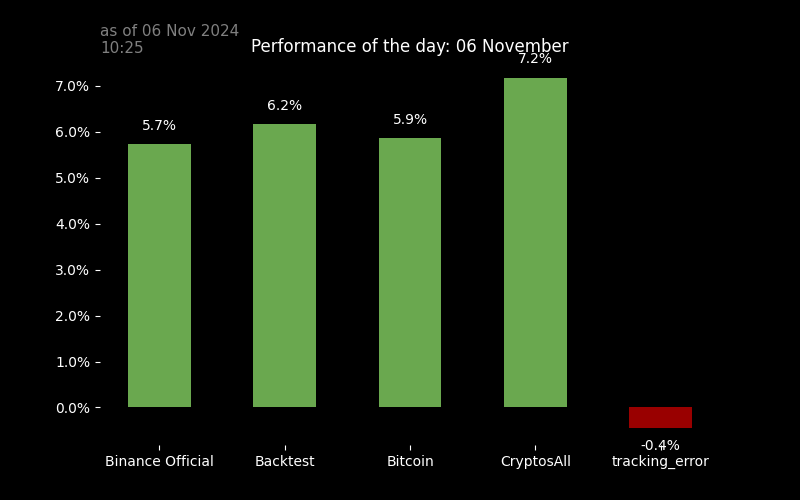 as of 06 Nov 2024
10:25
Performance of the day: 06 November
7.2%
7.0%
6.2%
6.0%
5.9%
5.7%
5.0%
4.0%
3.0%
2.0%
1.0%
0.0%
-0.4%
Binance Official
Backtest
Bitcoin
CryptosAll
tracking_error